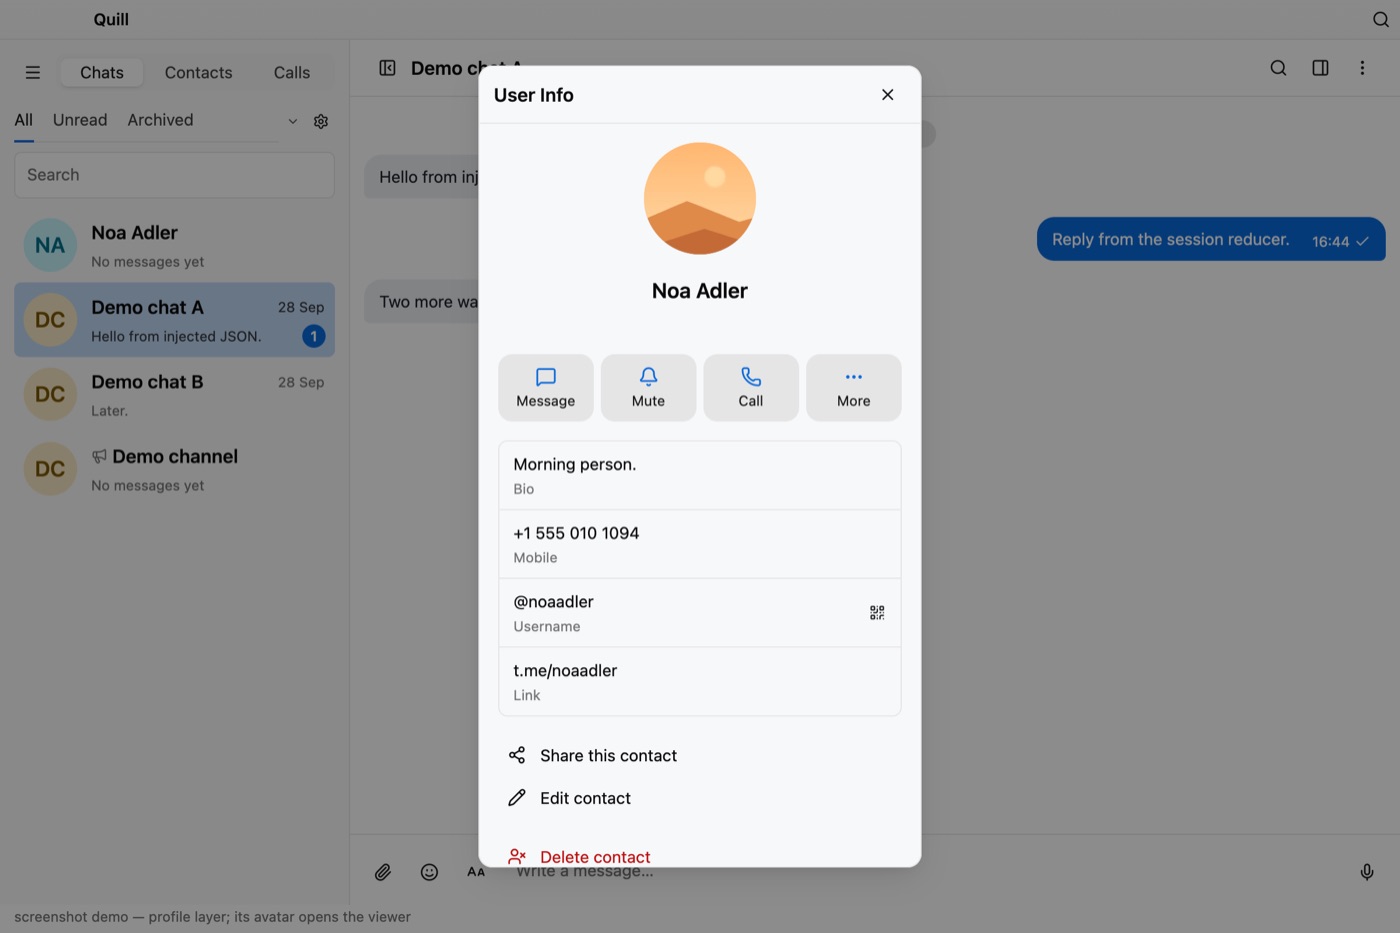 Quill
Chats Contacts Calls
All Unread Archived
Search
NA Noa Adler
No messages yet
DC Demo chat A 28 Sep
Hello from injected JSON. 1
DC Demo chat B 28 Sep
Later.
DC Demo channel
No messages yet
Demo chat A
Hello from inj
Reply from the session reducer. 16:44
Two more wa
User Info
Noa Adler
Message Mute Call More
Morning person.
Bio
+1 555 010 1094
Mobile
@noaadler
Username
t.me/noaadler
Link
Share this contact
Edit contact
Delete contact
AA Write a message...
screenshot demo — profile layer; its avatar opens the viewer